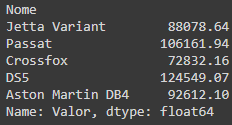 Nome
Jetta Variant 88078.64
Passat 106161.94
Crossfox 72832.16
DS5 124549.07
Aston Martin DB4 92612.10
Name: Valor, dtype: float64